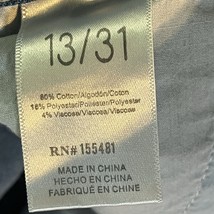 13/31
80% Cotton/Algodón/Coton
16% Polyester/Poliester/Polyester
4% Viscose/Viscosa/Viscose
RN# 155481
MADE IN CHINA
HECHO EN CHINA
FABRIQUÉ EN CHINE